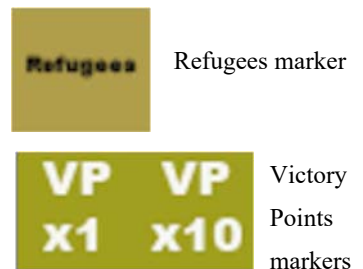 Refugees Refugees marker
VP VP Victory
Points
x1 x10
markers